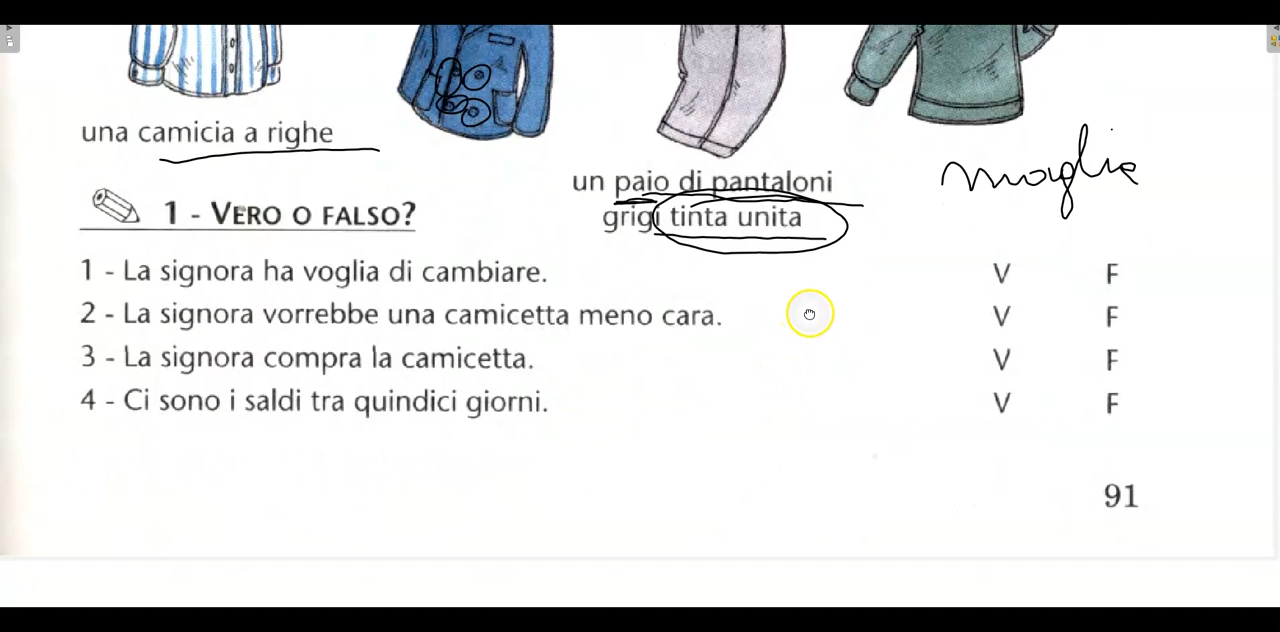 una camicia a righe
un paio di pantaloni
grigi tinta unita
maglia
1 - VERO O FALSO?
1 - La signora ha voglia di cambiare. V F
2 - La signora vorrebbe una camicetta meno cara. V F
3 - La signora compra la camicetta. V F
4 - Ci sono i saldi tra quindici giorni. V F
91